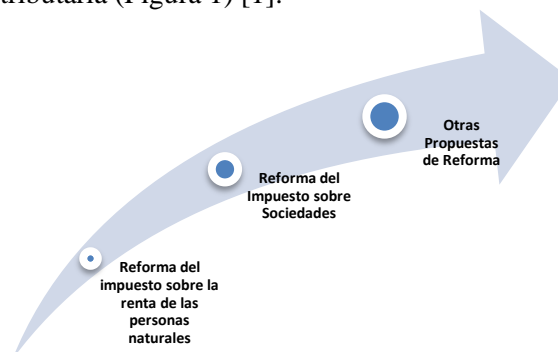 tributaria (Figura 1) [1].
Otras
Propuestas
de Reforma
Reforma del
Impuesto sobre
Sociedades
Reforma del
impuesto sobre la
renta de las
personas
naturales